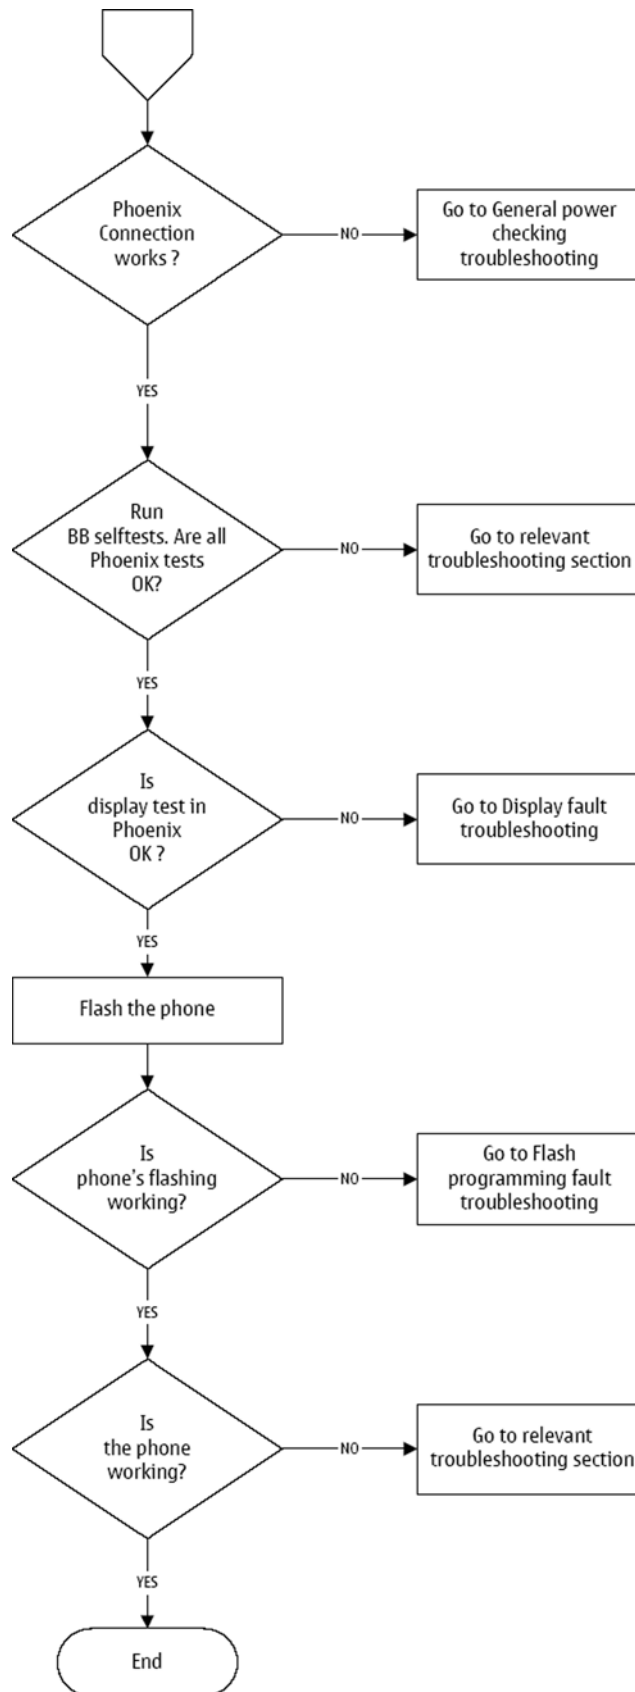 Phoenix
Connection
works ?
NO
Go to General power
checking
troubleshooting
YES
Run
BB selftests. Are all
Phoenix tests
OK?
NO
Go to relevant
troubleshooting section
YES
Is
display test in
Phoenix
OK ?
NO
Go to Display fault
troubleshooting
YES
Flash the phone
Is
phone's flashing
working?
NO
Go to Flash
programming fault
troubleshooting
YES
Is
the phone
working?
NO
Go to relevant
troubleshooting section
YES
End